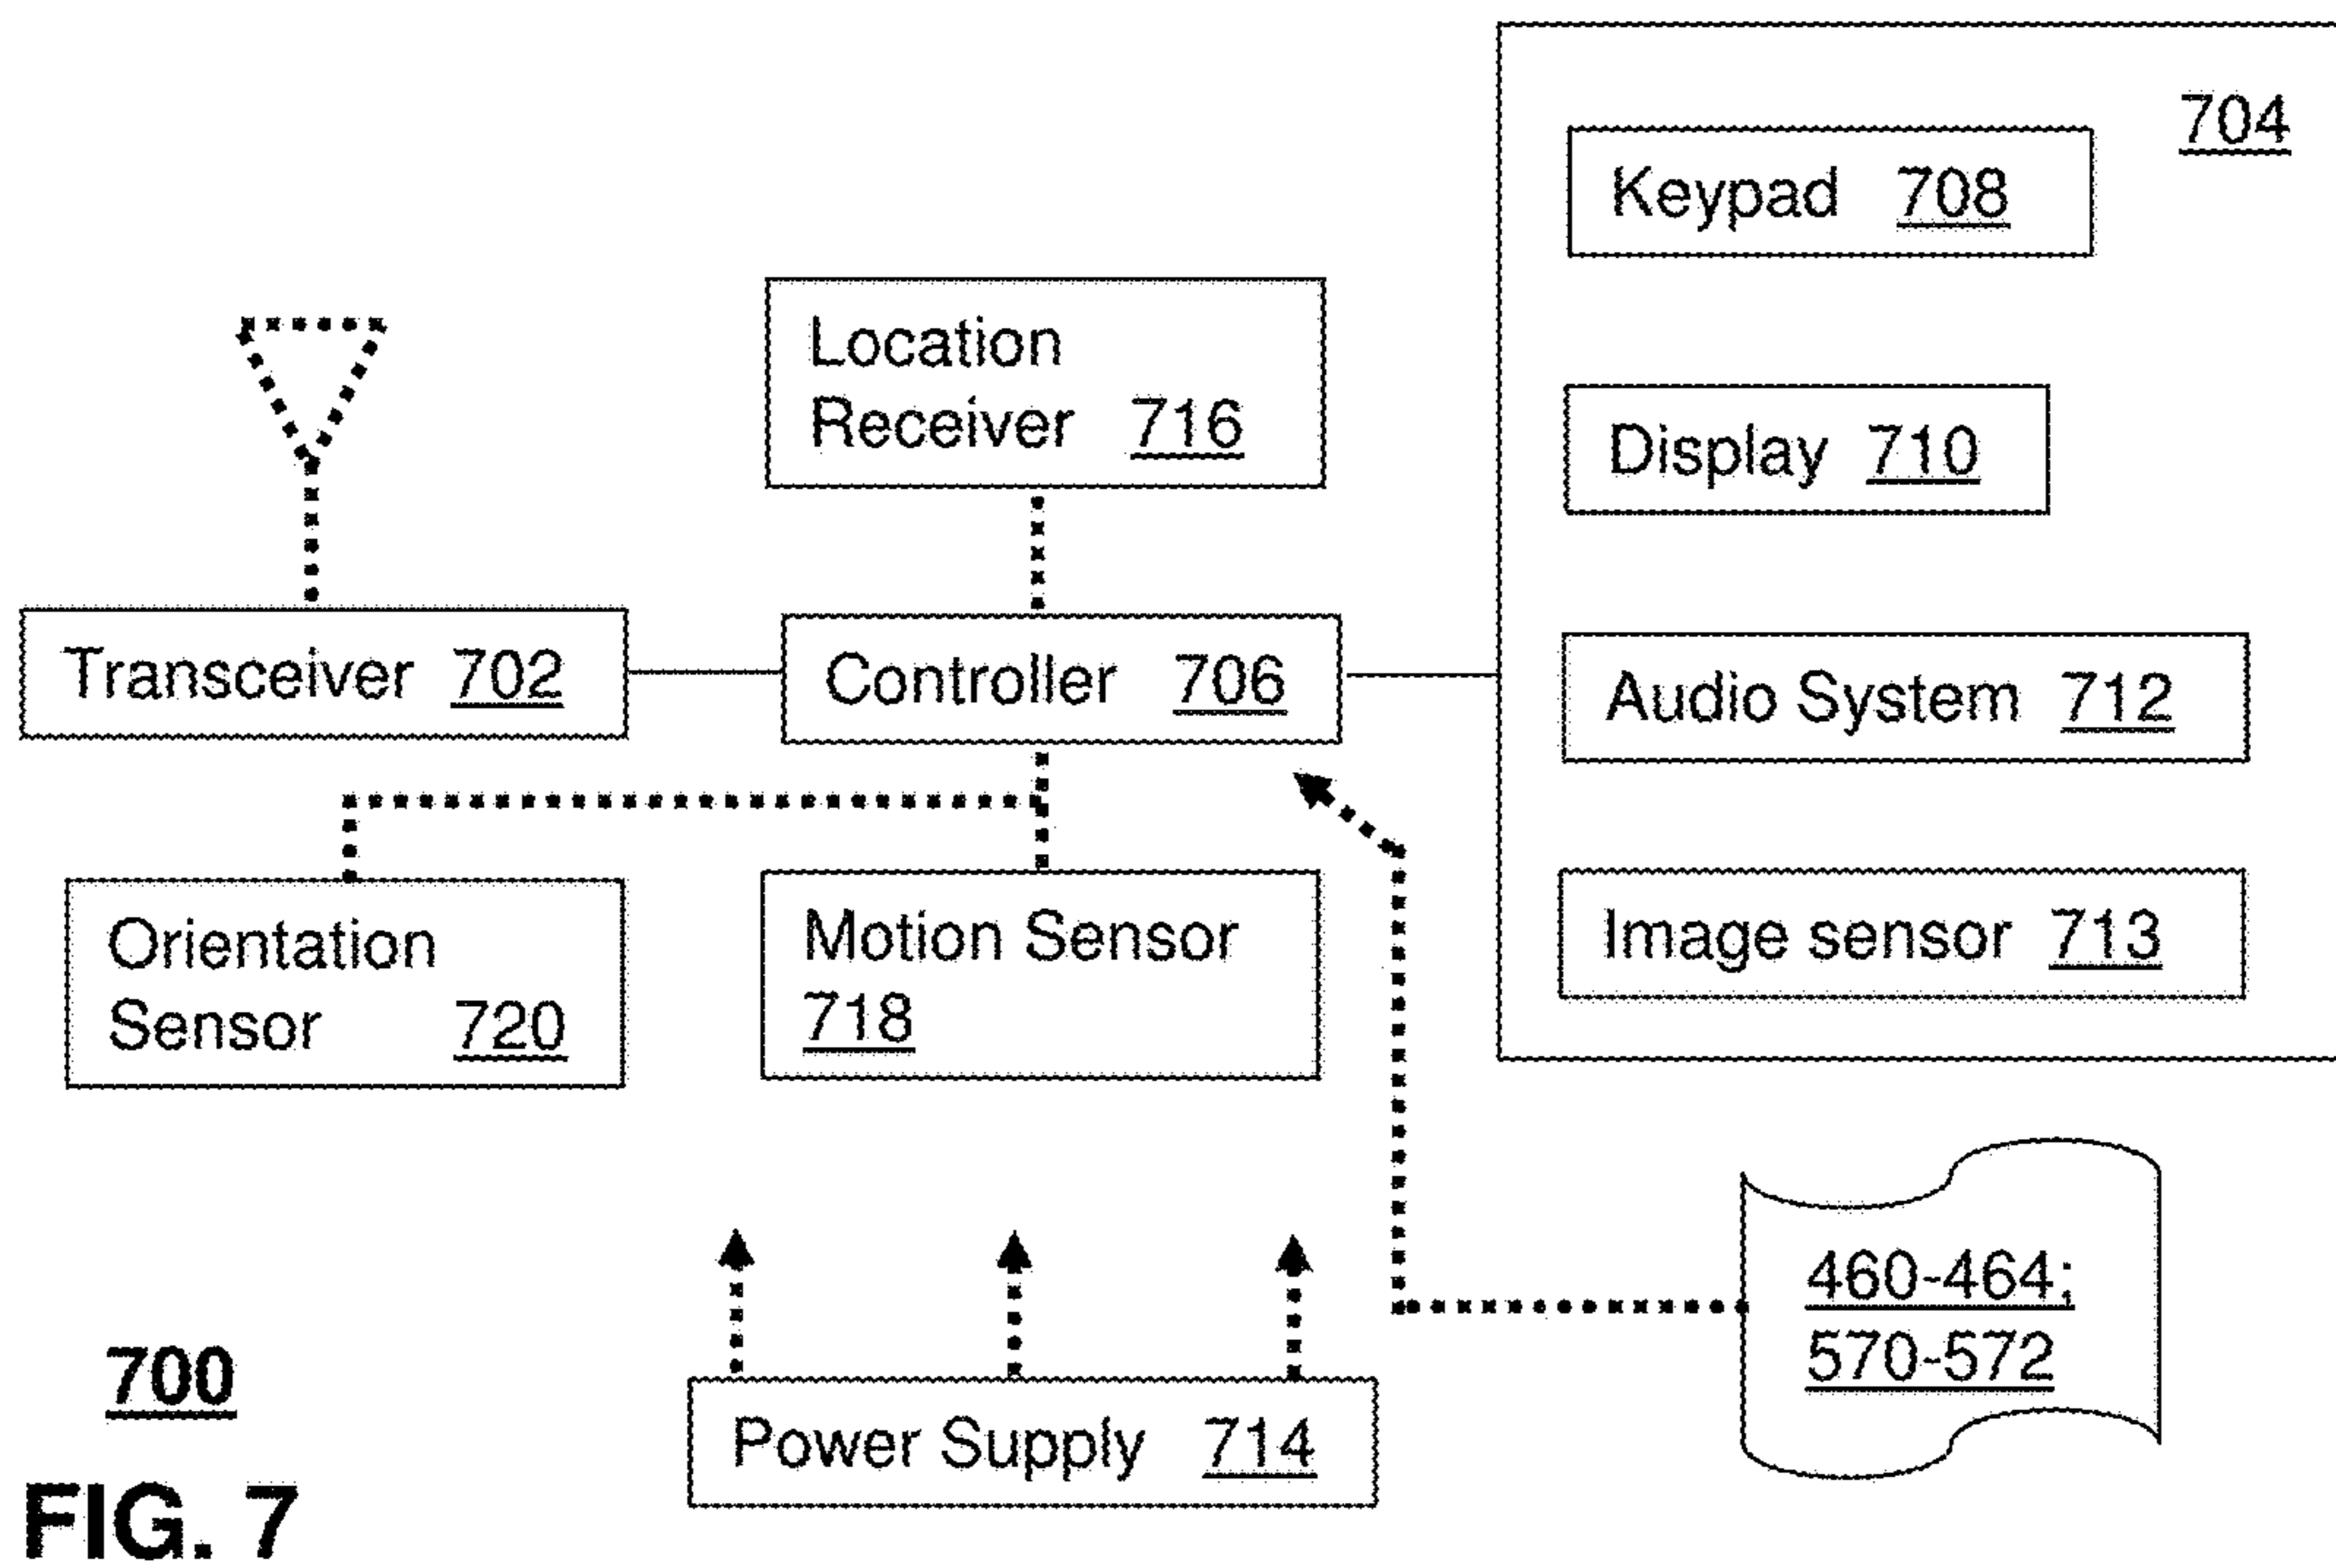 704
Keypad 708
Location
Receiver 716
Display 710
Transceiver 702
Controller 706
Audio System 712
Orientation
Sensor 720
Motion Sensor
718
Image sensor 713
460-464;
570-572
700
Power Supply 714
FIG. 7